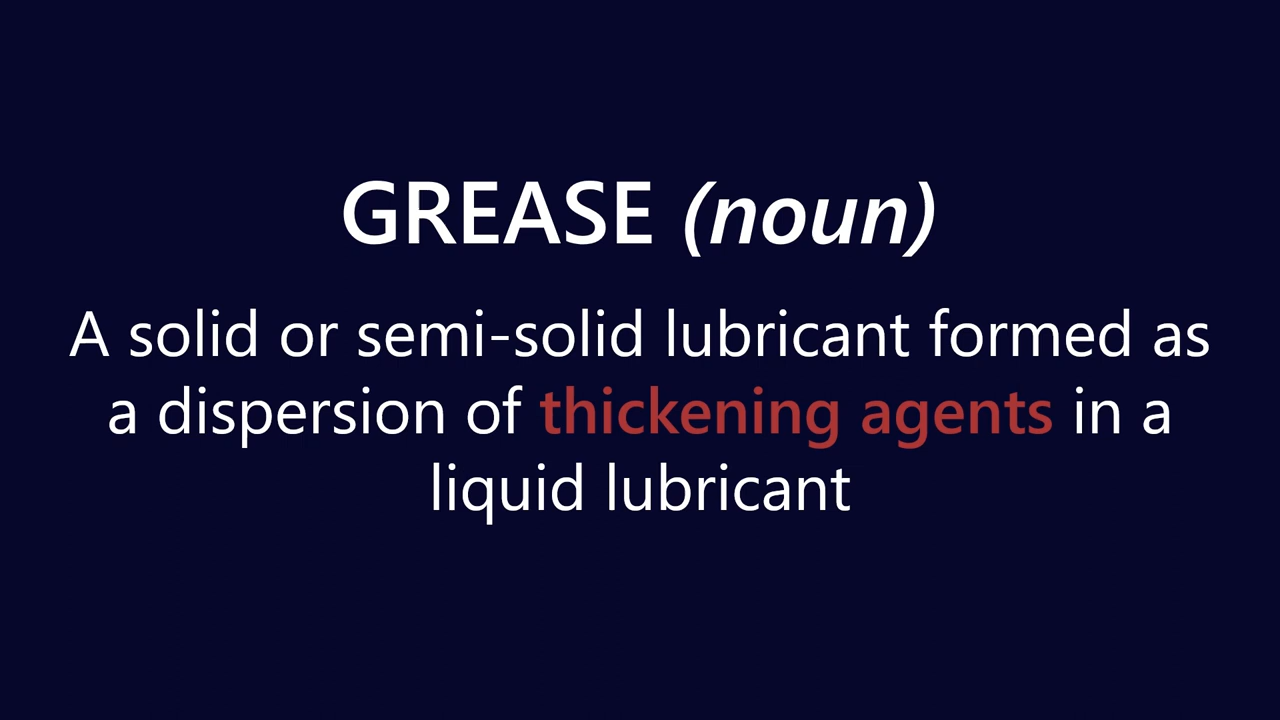 GREASE (noun)
A solid or semi-solid lubricant formed as
a dispersion of thickening agents in a
liquid lubricant